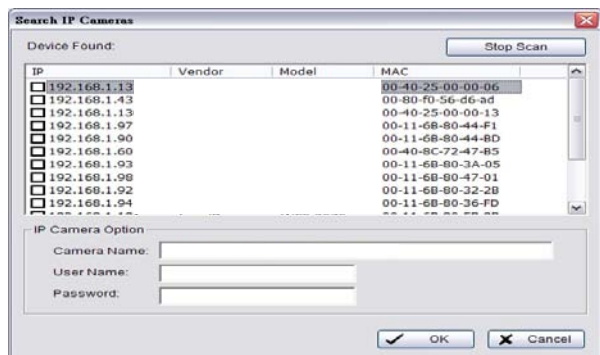 Search IP Cameras
Device Found:
Stop Scan
IP Vendor Model MAC
192.168.1.13 00-40-25-00-00-06
192.168.1.43 00-80-f0-56-d6-ad
192.168.1.13 00-40-25-00-00-13
192.168.1.97 00-11-6B-80-44-F1
192.168.1.90 00-11-6B-80-44-BD
192.168.1.60 00-40-8C-72-47-B5
192.168.1.93 00-11-6B-80-3A-05
192.168.1.98 00-11-6B-80-47-01
192.168.1.92 00-11-6B-80-32-2B
192.168.1.94 00-11-6B-80-36-FD
IP Camera Option
Camera Name:
User Name:
Password:
OK Cancel